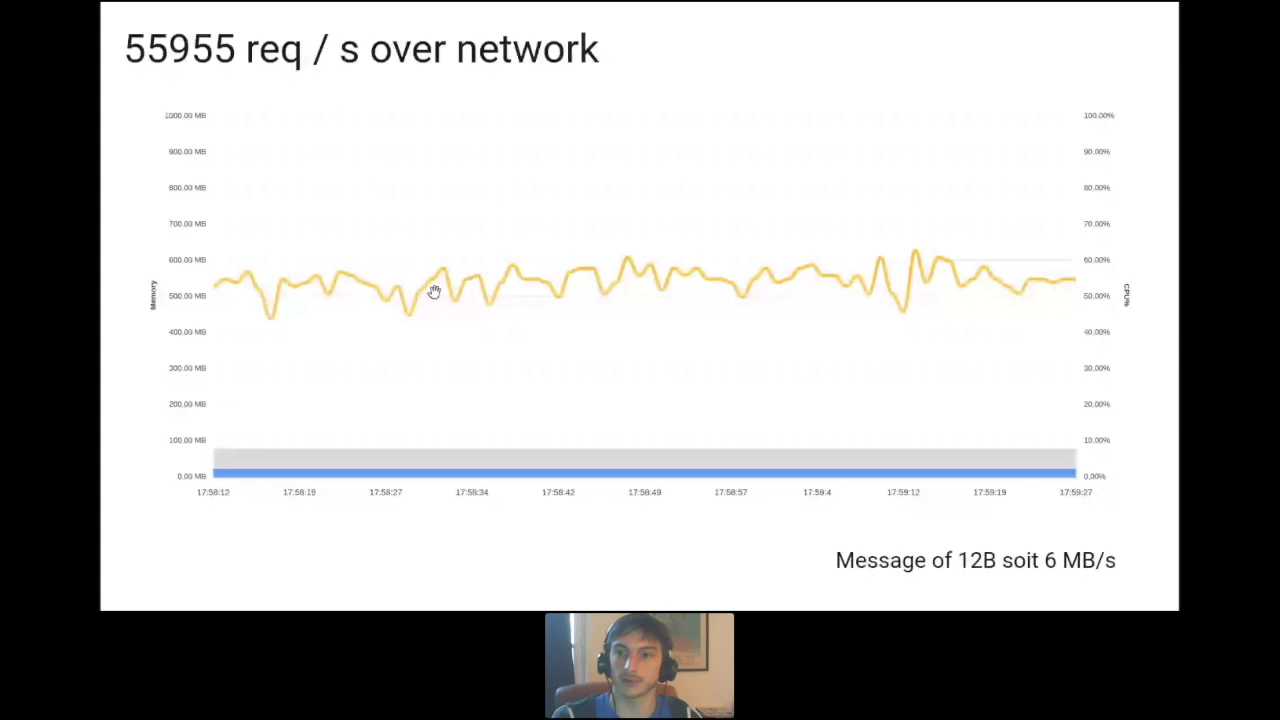 55955 req / s over network
1000.00 MB
100.00%
900.00 MB
90.00%
800.00 MB
80.00%
700.00 MB
70.00%
600.00 MB
60.00%
500.00 MB
50.00%
400.00 MB
40.00%
300.00 MB
30.00%
200.00 MB
20.00%
100.00 MB
10.00%
0.00 MB
0.00%
Memory
CPU%
17:58:12 17:58:19 17:58:27 17:58:34 17:58:42 17:58:49 17:58:57 17:59:4 17:59:12 17:59:19 17:59:27
Message of 12B soit 6 MB/s